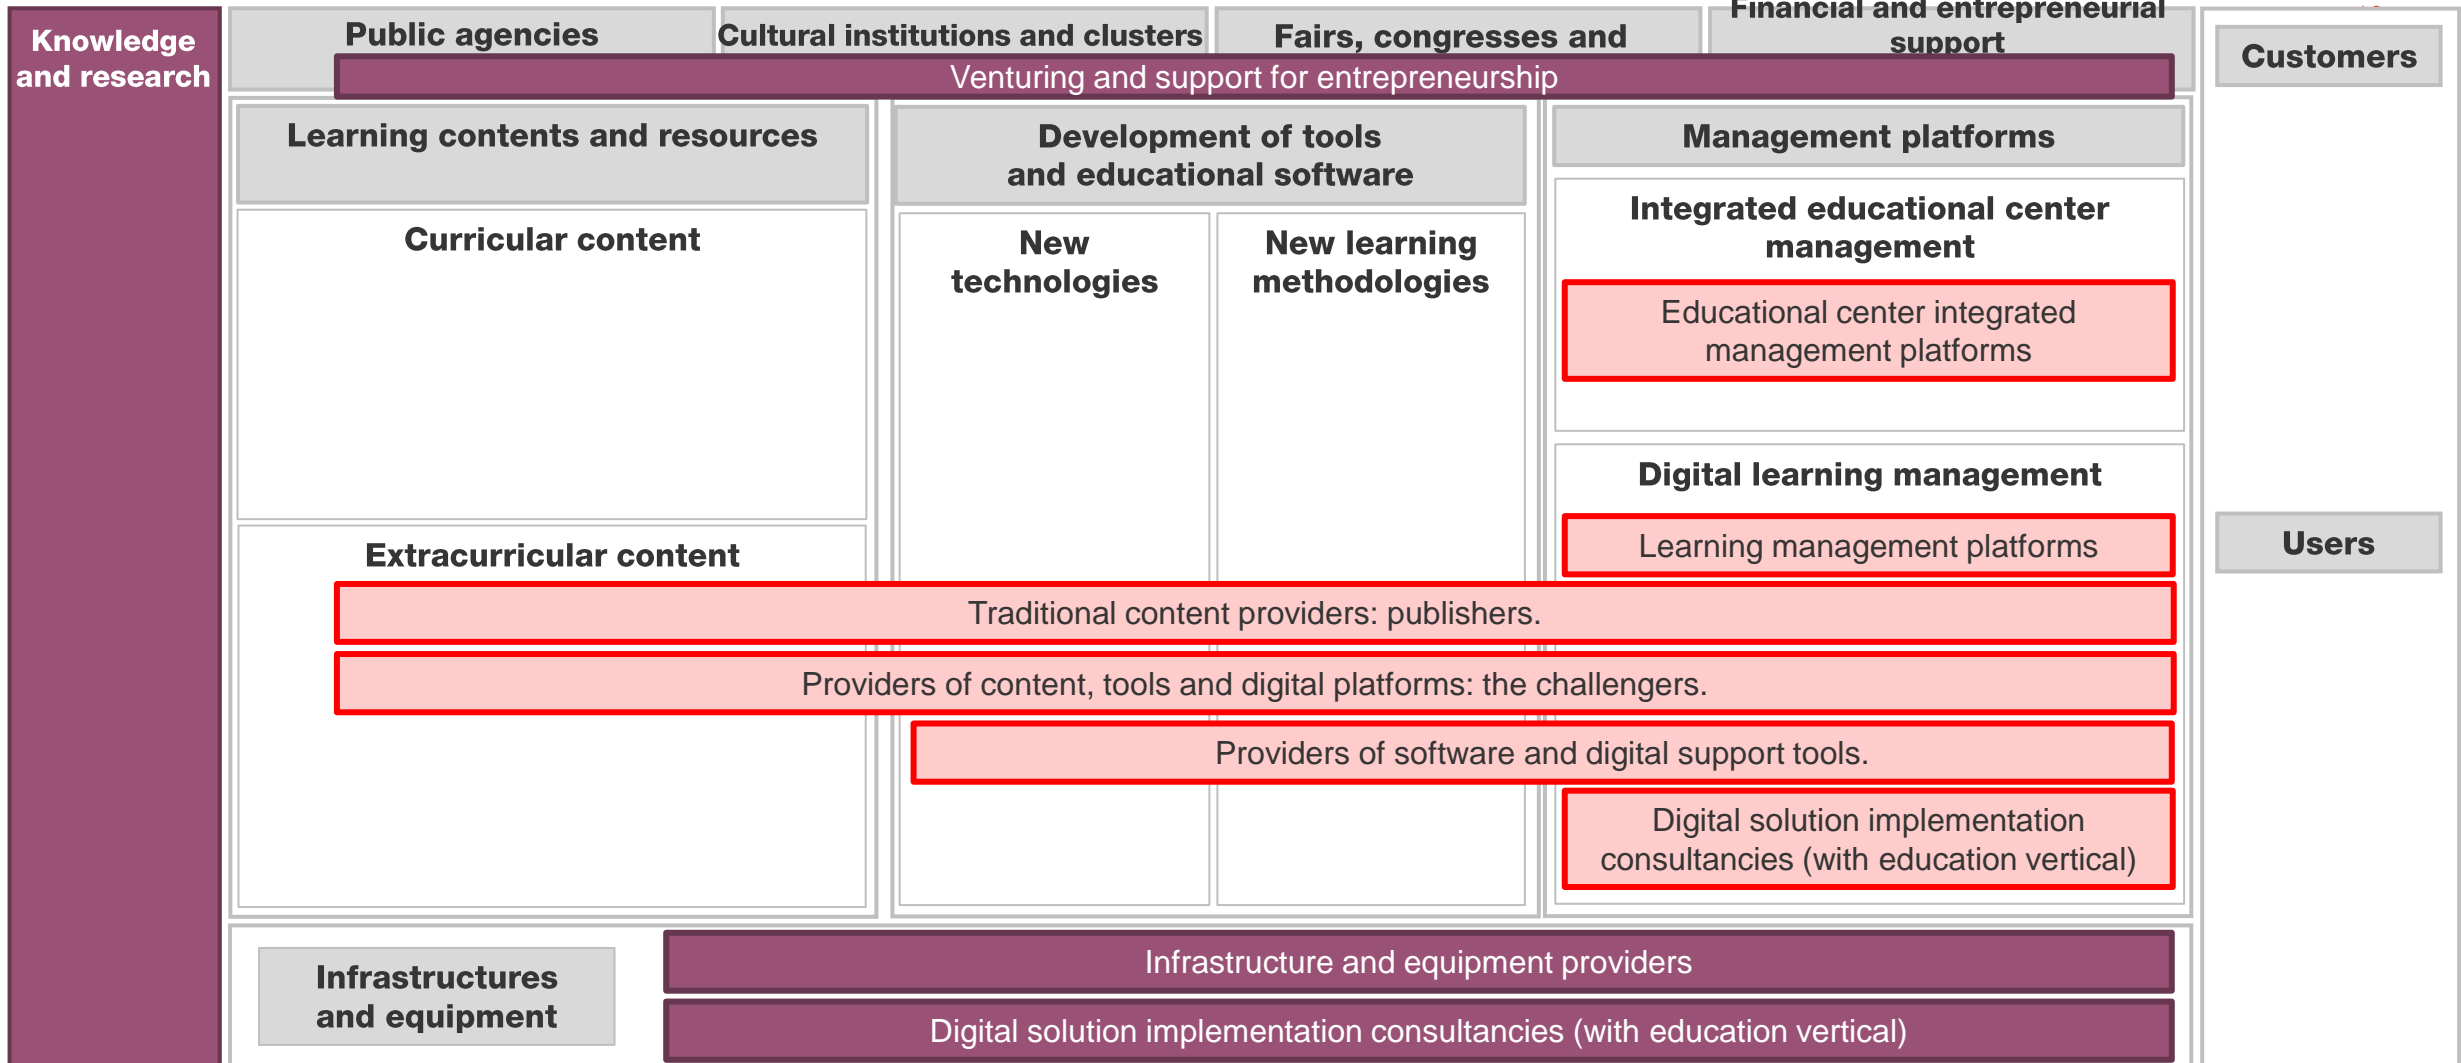 Knowledge
and research
Public agencies
Cultural institutions and clusters
Fairs, congresses and
Financial and entrepreneurial
support
Customers
Venturing and support for entrepreneurship
Learning contents and resources
Development of tools
and educational software
Management platforms
Curricular content
New
technologies
New learning
methodologies
Integrated educational center
management
Educational center integrated
management platforms
Digital learning management
Learning management platforms
Users
Extracurricular content
Traditional content providers: publishers.
Providers of content, tools and digital platforms: the challengers.
Providers of software and digital support tools.
Digital solution implementation
consultancies (with education vertical)
Infrastructures
and equipment
Infrastructure and equipment providers
Digital solution implementation consultancies (with education vertical)